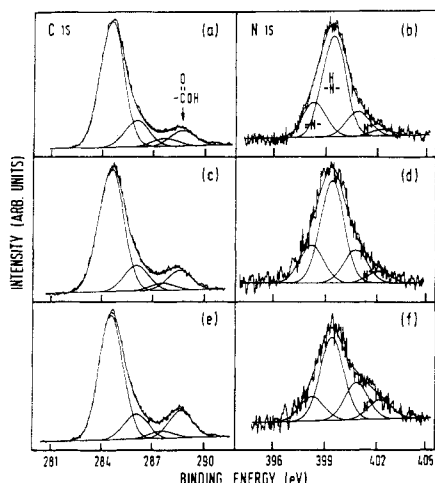 C 1S (a)
O
-COH
N 1S (b)
H
-N-
-N-
(c)
(d)
(e)
(f)
INTENSITY (ARB. UNITS)
281 284 287 290
396 399 402 405
BINDING ENERGY (eV)